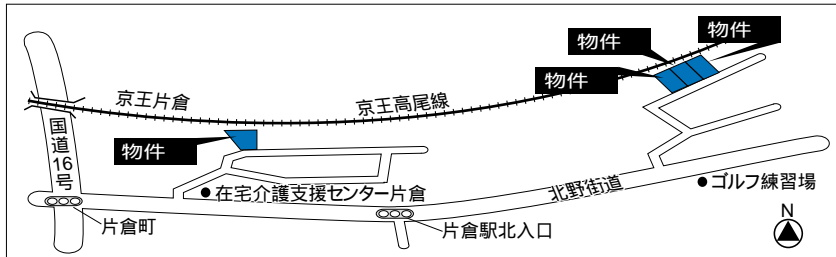 物件
物件
物件
京王片倉
京王高尾線
物件
国道16号
在宅介護支援センター片倉
北野街道
ゴルフ練習場
片倉町
片倉駅北入口
N